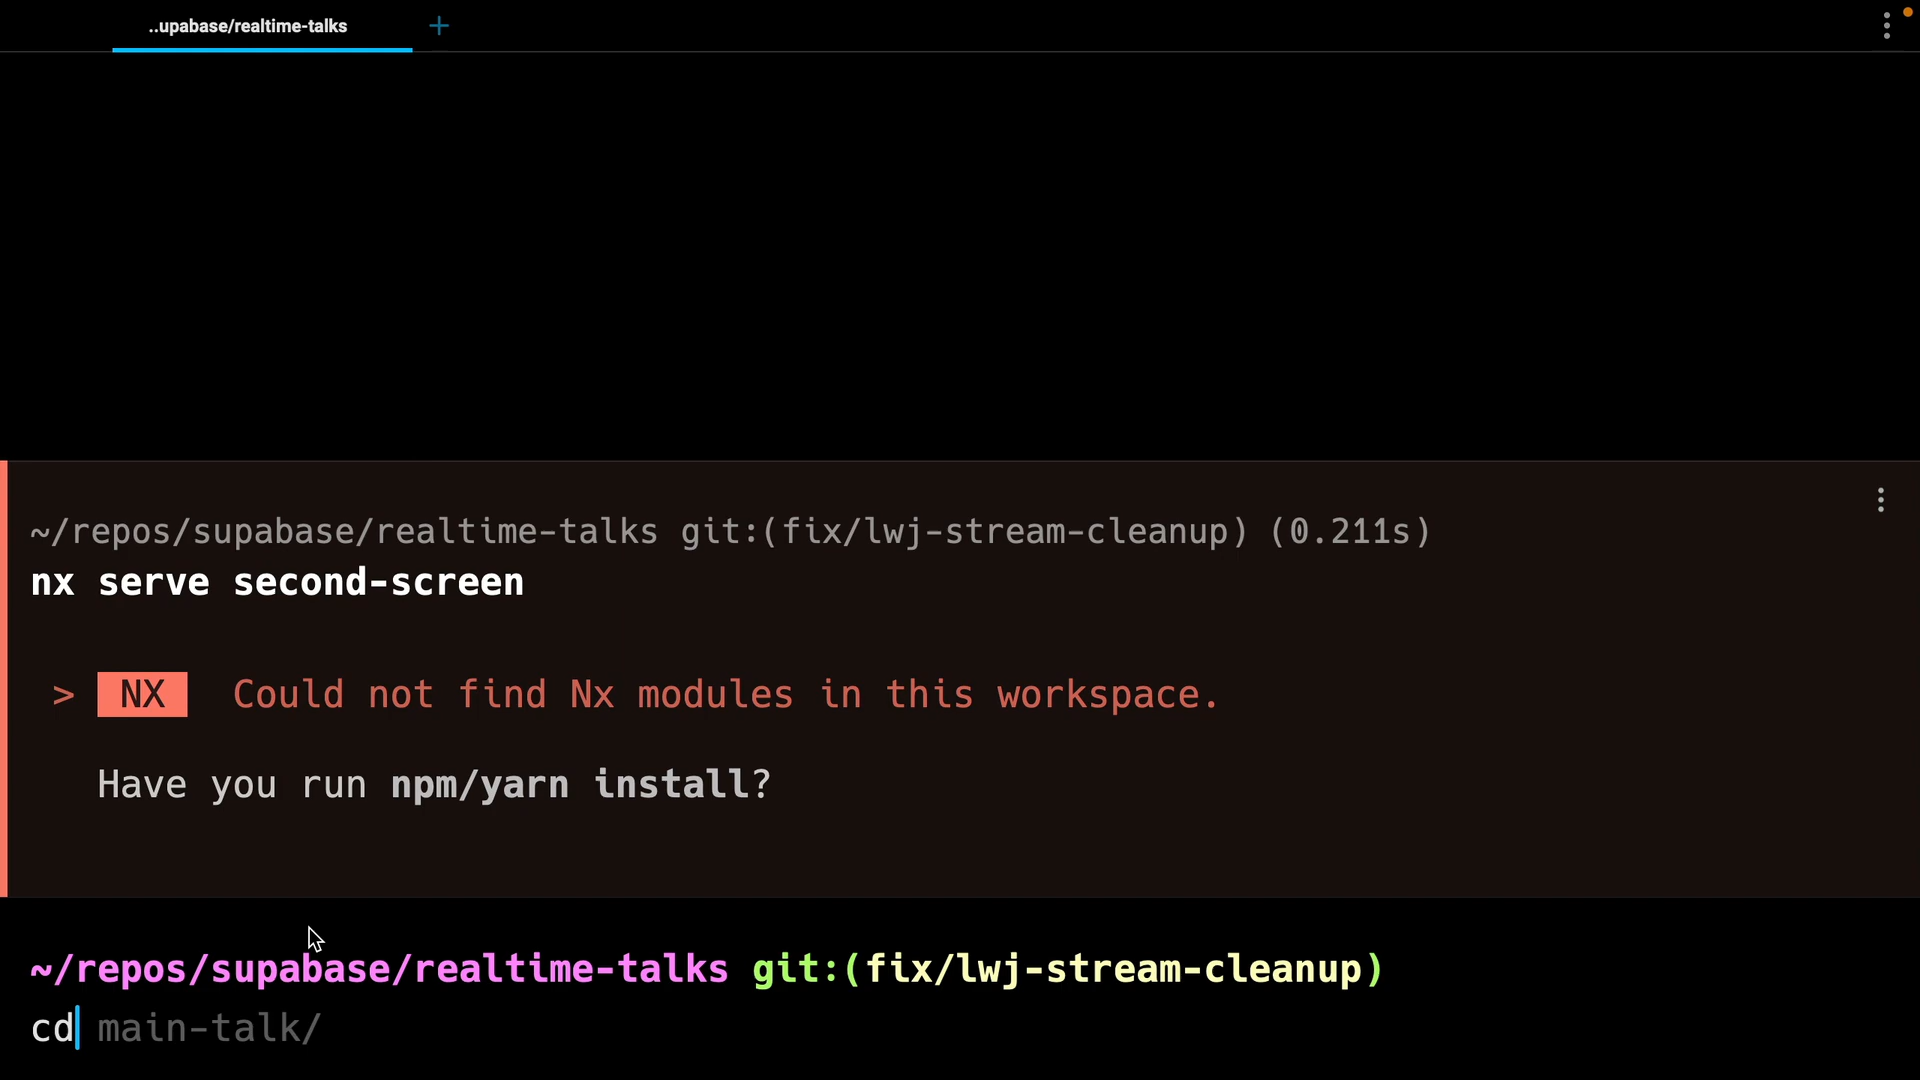 ..upabase/realtime-talks +
~/repos/supabase/realtime-talks git:(fix/lwj-stream-cleanup) (0.211s)
nx serve second-screen
> NX Could not find Nx modules in this workspace.
Have you run npm/yarn install?
~/repos/supabase/realtime-talks git:(fix/lwj-stream-cleanup)
cd main-talk/